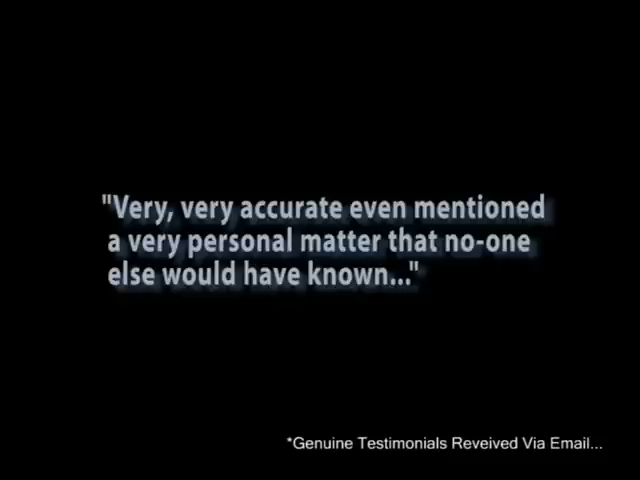 "Very, very accurate even mentioned
a very personal matter that no-one
else would have known..."
*Genuine Testimonials Reveived Via Email...